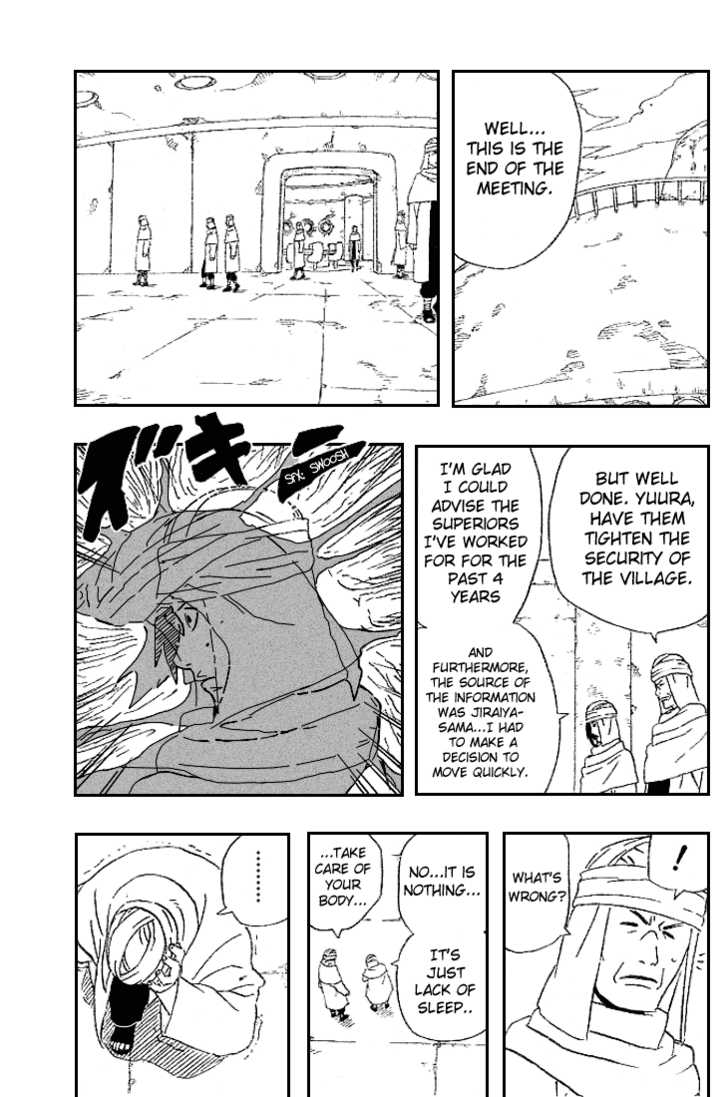 WELL...
THIS IS THE
END OF THE
MEETING.
BUT WELL
DONE. YUURA,
HAVE THEM
TIGHTEN THE
SECURITY OF
THE VILLAGE.
I'M GLAD
I COULD
ADVISE THE
SUPERIORS
I'VE WORKED
FOR FOR THE
PAST 4
YEARS
AND
FURTHERMORE,
THE SOURCE OF
THE INFORMATION
WAS JIRAIYA-
SAMA...I HAD
TO MAKE A
DECISION TO
MOVE QUICKLY.
ズキー
SFX: SWOOSH
!
WHAT'S
WRONG?
NO...IT IS
NOTHING...
IT'S
JUST
LACK OF
SLEEP..
...TAKE
CARE OF
YOUR
BODY...
........